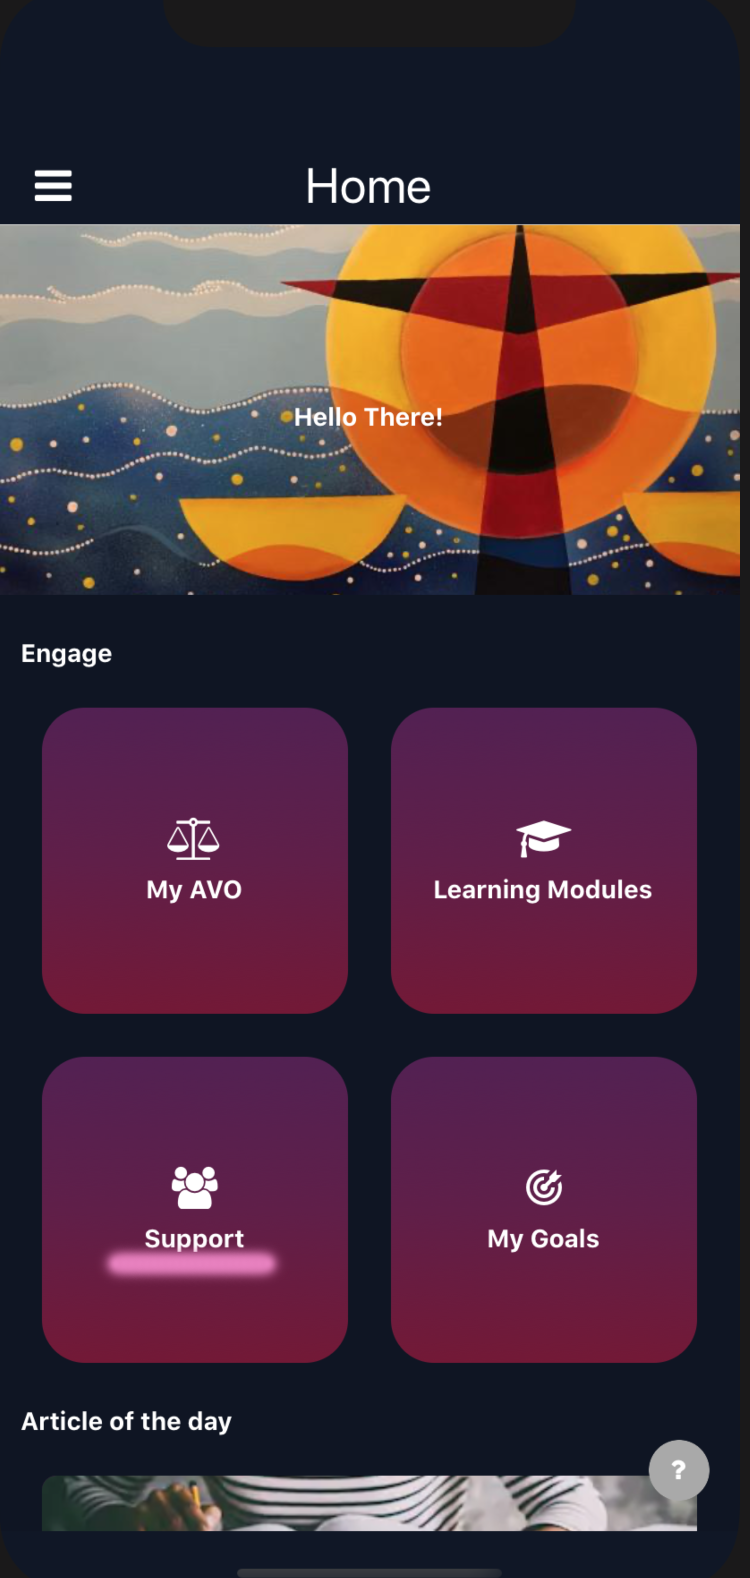 Home
Hello There!
Engage
My AVO
Learning Modules
Support
My Goals
Article of the day
?